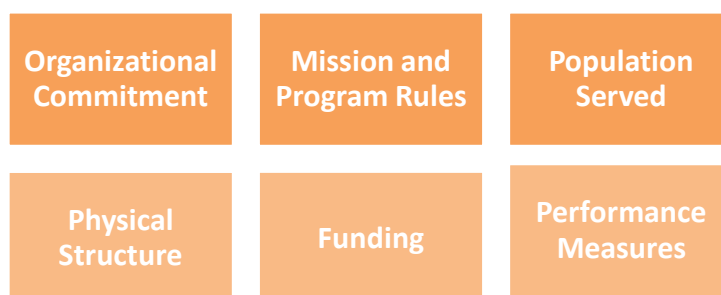 Organizational
Commitment
Mission and
Program Rules
Population
Served
Physical
Structure
Funding
Performance
Measures